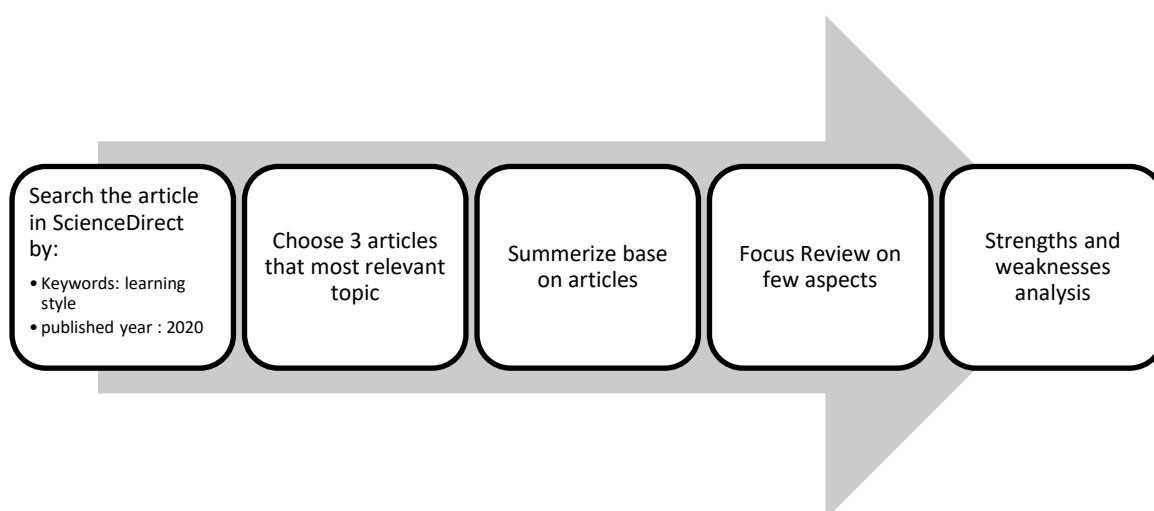 Search the article
in ScienceDirect
by:
• Keywords: learning
style
• published year : 2020
Choose 3 articles
that most relevant
topic
Summerize base
on articles
Focus Review on
few aspects
Strengths and
weaknesses
analysis